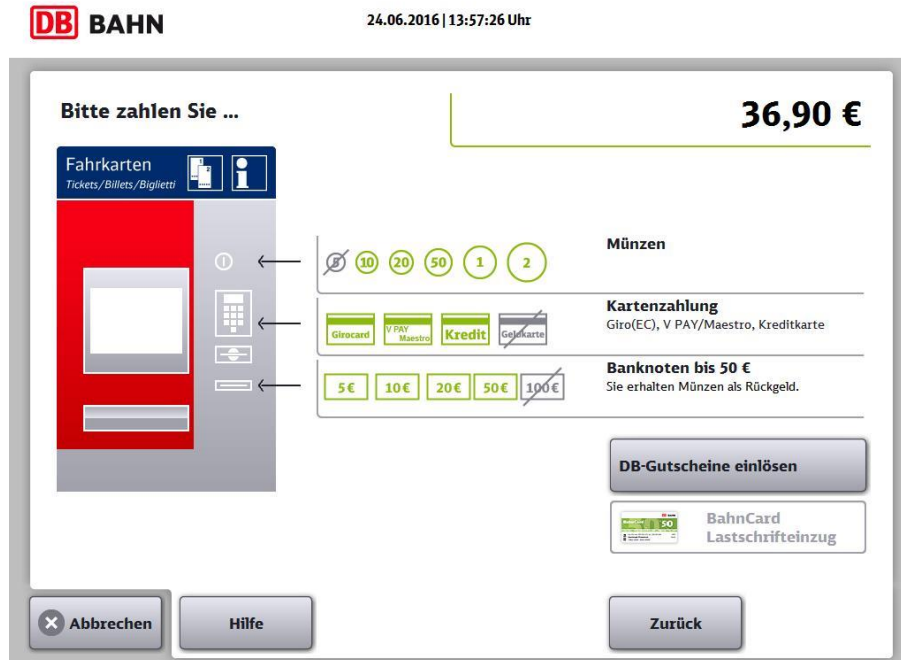 DB BAHN
24.06.2016 | 13:57:26 Uhr
Bitte zahlen Sie ...
36,90 €
Fahrkarten
Tickets/Billets/Biglietti
5 10 20 50 1 2
Münzen
Girocard
V PAY
Maestro
Kredit
Geldkarte
Kartenzahlung
Giro(EC), V PAY/Maestro, Kreditkarte
5 € 10 € 20 € 50 € 100 €
Banknoten bis 50 €
Sie erhalten Münzen als Rückgeld.
DB-Gutscheine einlösen
50
BahnCard
Lastschrifteinzug
Abbrechen
Hilfe
Zurück